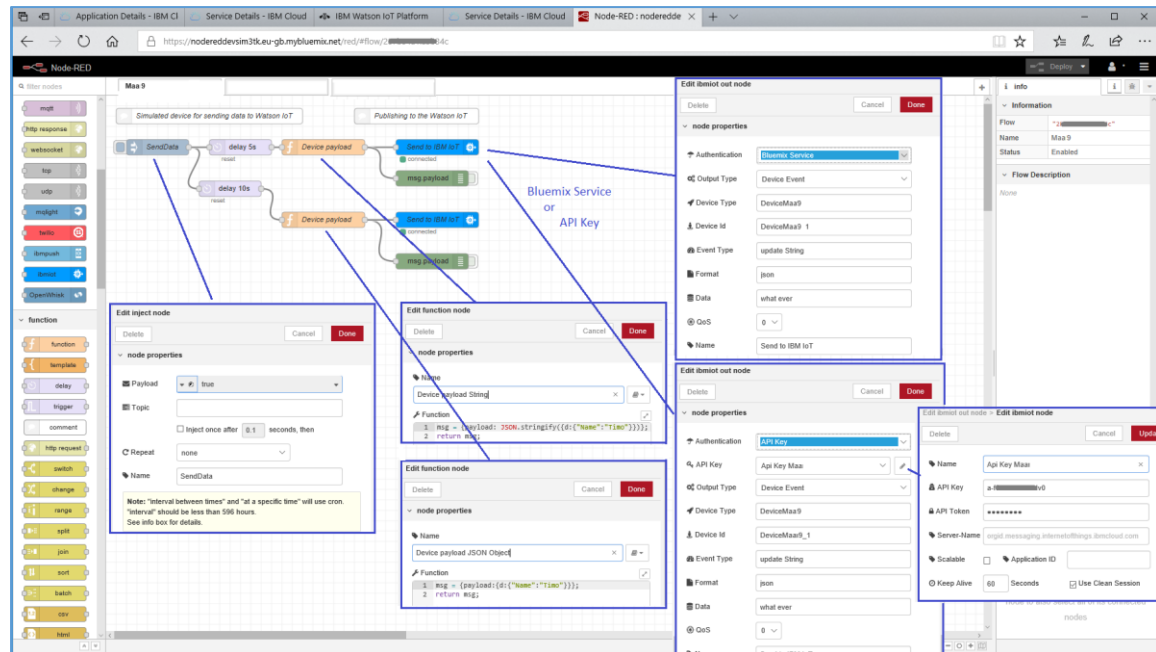 Application Details - IBM Cl
Service Details - IBM Cloud
IBM Watson IoT Platform
Service Details - IBM Cloud
Node-RED : noderedde
https://nodereddevsim3tk.eu-gb.mybluemix.net/red/#flow/2
84c
Node-RED
Deploy
filter nodes
mqtt
http response
websocket
tcp
udp
mqlight
twilio
ibmpush
ibmiot
OpenWhisk
function
function
template
delay
trigger
comment
http request
switch
change
range
split
join
sort
batch
csv
html
Maa 9
Simulated device for sending data to Watson IoT
Publishing to the Watson IoT
SendData
delay 5s
reset
Device payload
Send to IBM IoT
connected
msg.payload
delay 10s
reset
Device payload
Send to IBM IoT
connected
msg.payload
Bluemix Service
or
API Key
Edit inject node
Delete
Cancel
Done
node properties
Payload
true
Topic
Inject once after 0.1 seconds, then
Repeat
none
Name
SendData
Note: "interval between times" and "at a specific time" will use cron.
"interval" should be less than 596 hours.
See info box for details.
Edit function node
Delete
Cancel
Done
node properties
Name
Device payload String
Function
1 msg = {payload: JSON.stringify({d:{"Name":"Timo"}})};
2 return msg;
Edit function node
Delete
Cancel
Done
node properties
Name
Device payload JSON Object
Function
1 msg = {payload:{d:{"Name":"Timo"}}};
2 return msg;
Edit ibmiot out node
Delete
Cancel
Done
node properties
Authentication
Bluemix Service
Output Type
Device Event
Device Type
DeviceMaa9
Device Id
DeviceMaa9_1
Event Type
update String
Format
json
Data
what ever
QoS
0
Name
Send to IBM IoT
Edit ibmiot out node
Delete
Cancel
Done
node properties
Authentication
API Key
API Key
Api Key Maax
Output Type
Device Event
Device Type
DeviceMaa9
Device Id
DeviceMaar9_1
Event Type
update String
Format
json
Data
what ever
QoS
0
Edit ibmiot out node > Edit ibmiot node
Delete
Cancel
Upda
Name
Api Key Maax
API Key
a-
lv0
API Token
Server-Name
orgid.messaging.internetofthings.ibmcloud.com
Scalable
Application ID
Keep Alive
60
Seconds
Use Clean Session
nodes
info
Information
Flow
Name
Maa 9
Status
Enabled
Flow Description
None